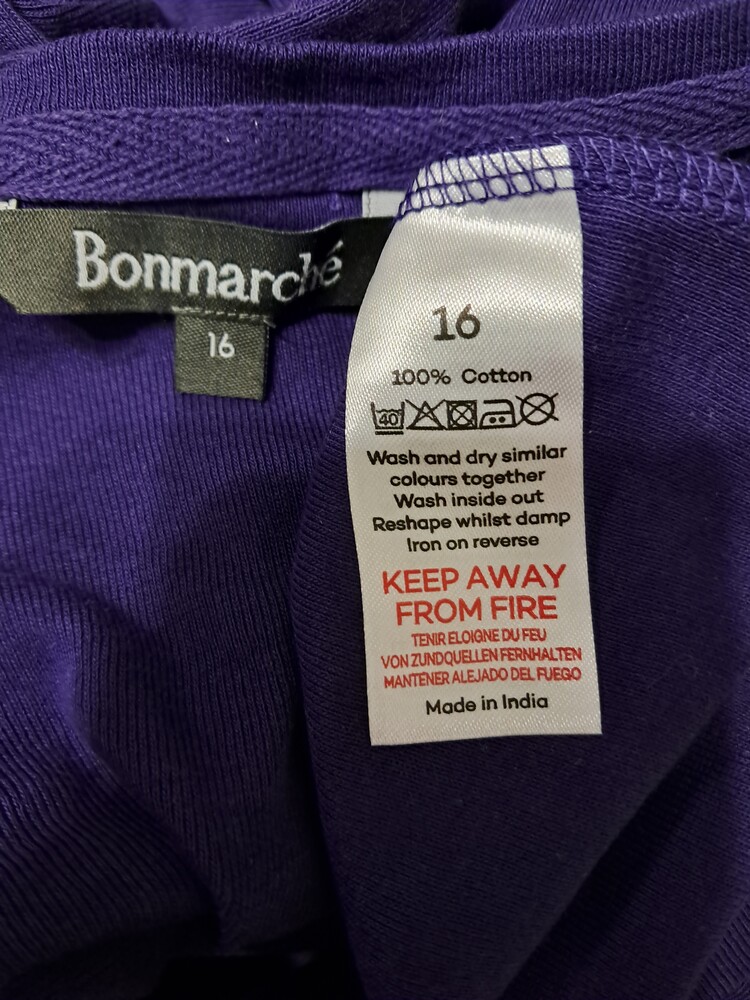 Bonmarché
16
16
100% Cotton
40
Wash and dry similar
colours together
Wash inside out
Reshape whilst damp
Iron on reverse
KEEP AWAY
FROM FIRE
TENIR ELOIGNE DU FEU
VON ZUNDQUELLEN FERNHALTEN
MANTENER ALEJADO DEL FUEGO
Made in India